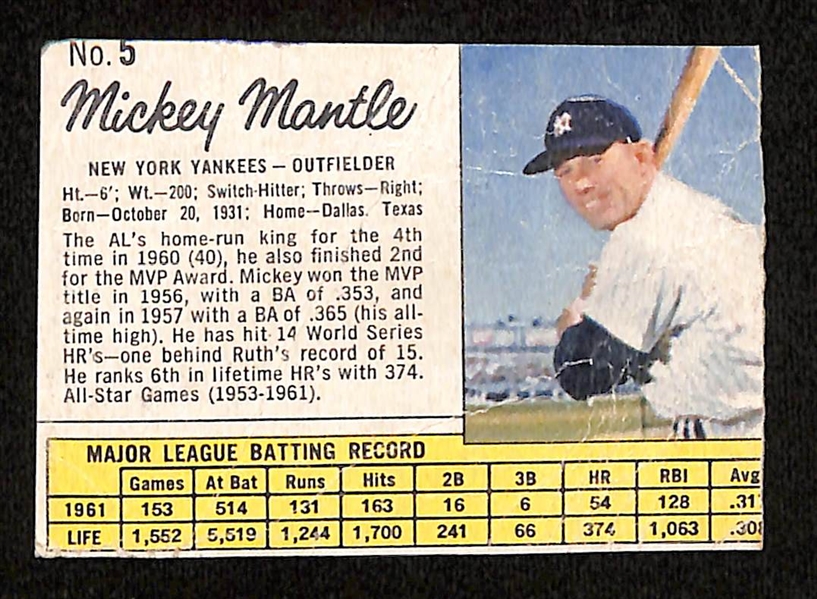 No. 5
Mickey Mantle
NEW YORK YANKEES — OUTFIELDER
Ht.—6'; Wt.—200; Switch-Hitter; Throws—Right;
Born—October 20, 1931; Home—Dallas. Texas
The AL's home-run king for the 4th
time in 1960 (40), he also finished 2nd
for the MVP Award. Mickey won the MVP
title in 1956, with a BA of .353, and
again in 1957 with a BA of .365 (his all-
time high). He has hit 14 World Series
HR's—one behind Ruth's record of 15.
He ranks 6th in lifetime HR's with 374.
All-Star Games (1953-1961).
MAJOR LEAGUE BATTING RECORD
Games At Bat Runs Hits 2B 3B HR RBI Avg
1961 153 514 131 163 16 6 54 128 .31
LIFE 1,552 5,519 1,244 1,700 241 66 374 1,063 .30